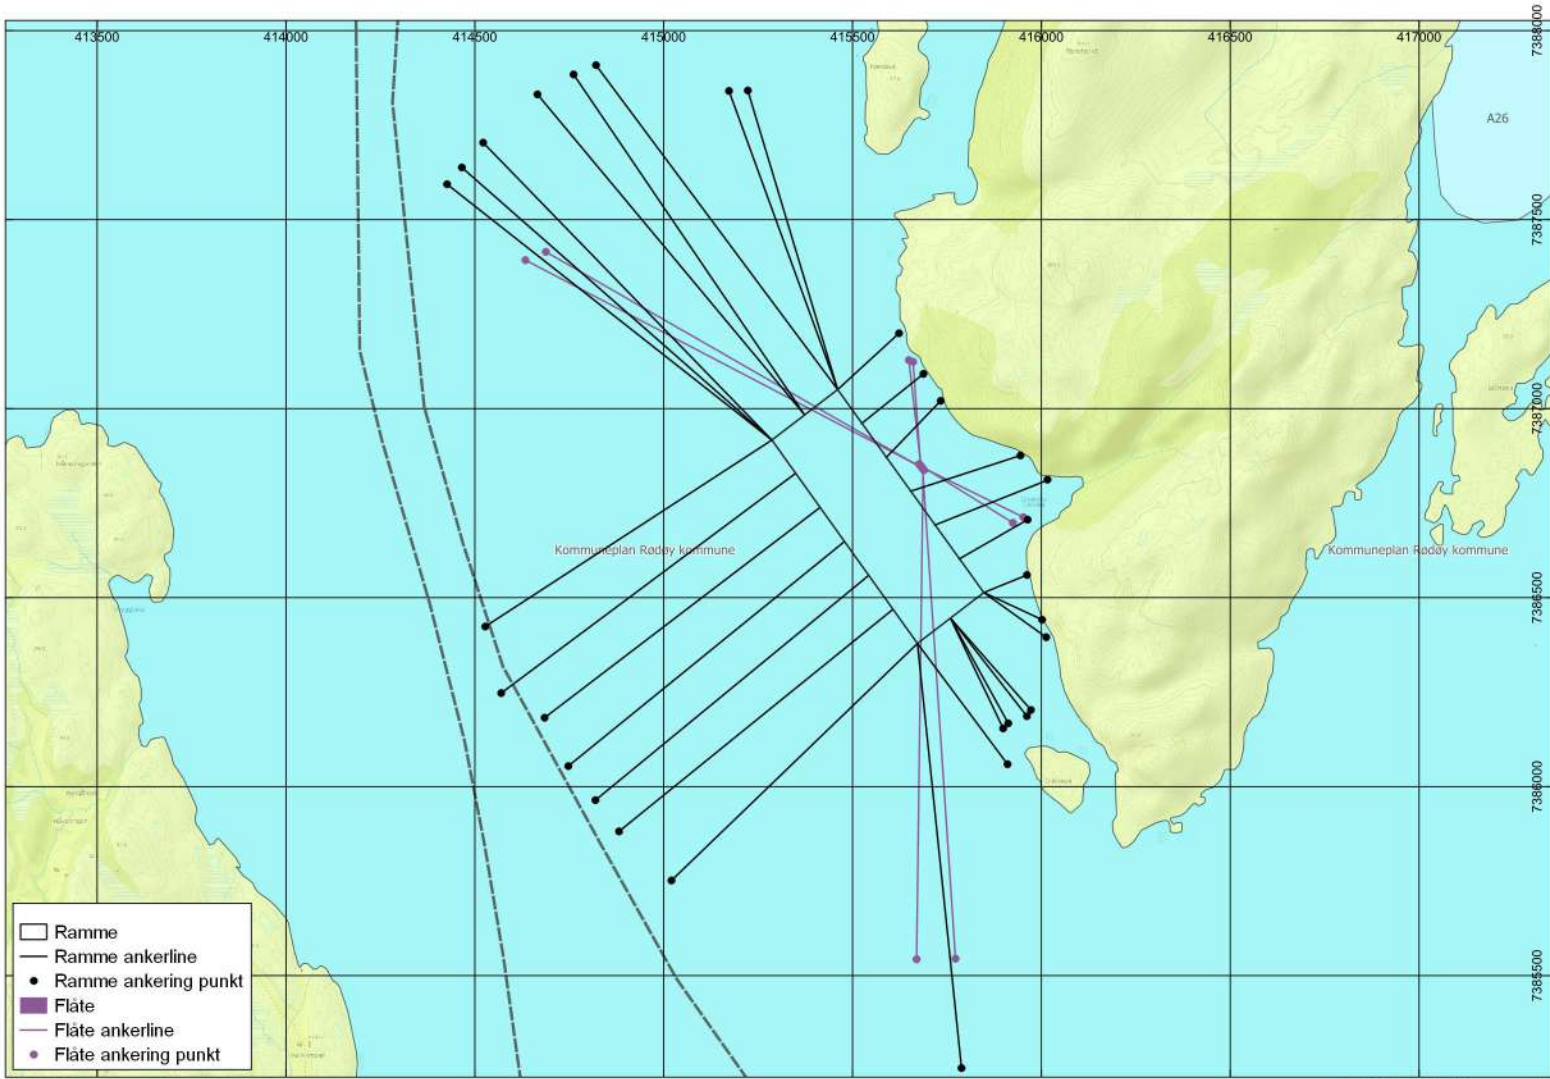 413500 414000 414500 415000 415500 416000 416500 417000
7388000
A26
7387500
7387000
Kommuneplan Rødøy kommune
Kommuneplan Rødøy kommune
7386500
7386000
7385500
Ramme
Ramme ankerline
Ramme ankering punkt
Flåte
Flåte ankerline
Flåte ankering punkt